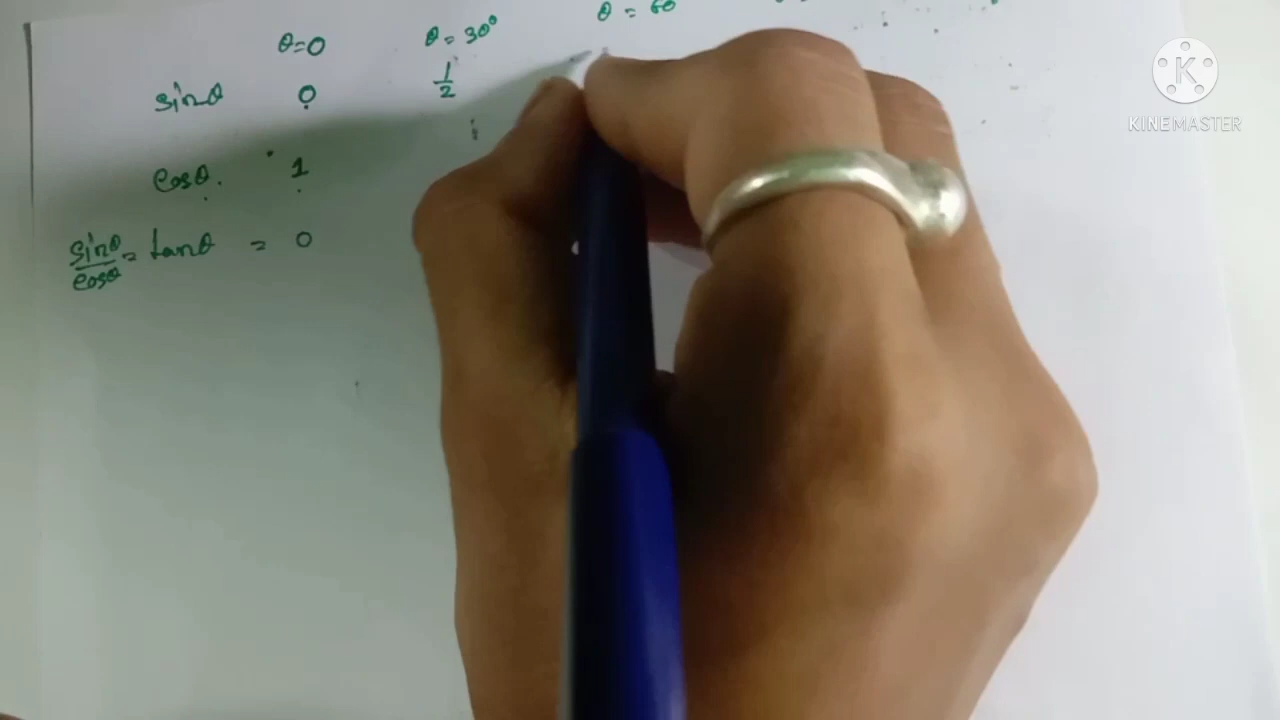 θ=0 θ=30° θ=60
sinθ 0 1/2
cosθ. 1
sinθ/cosθ = tanθ = 0
K
KINEMASTER